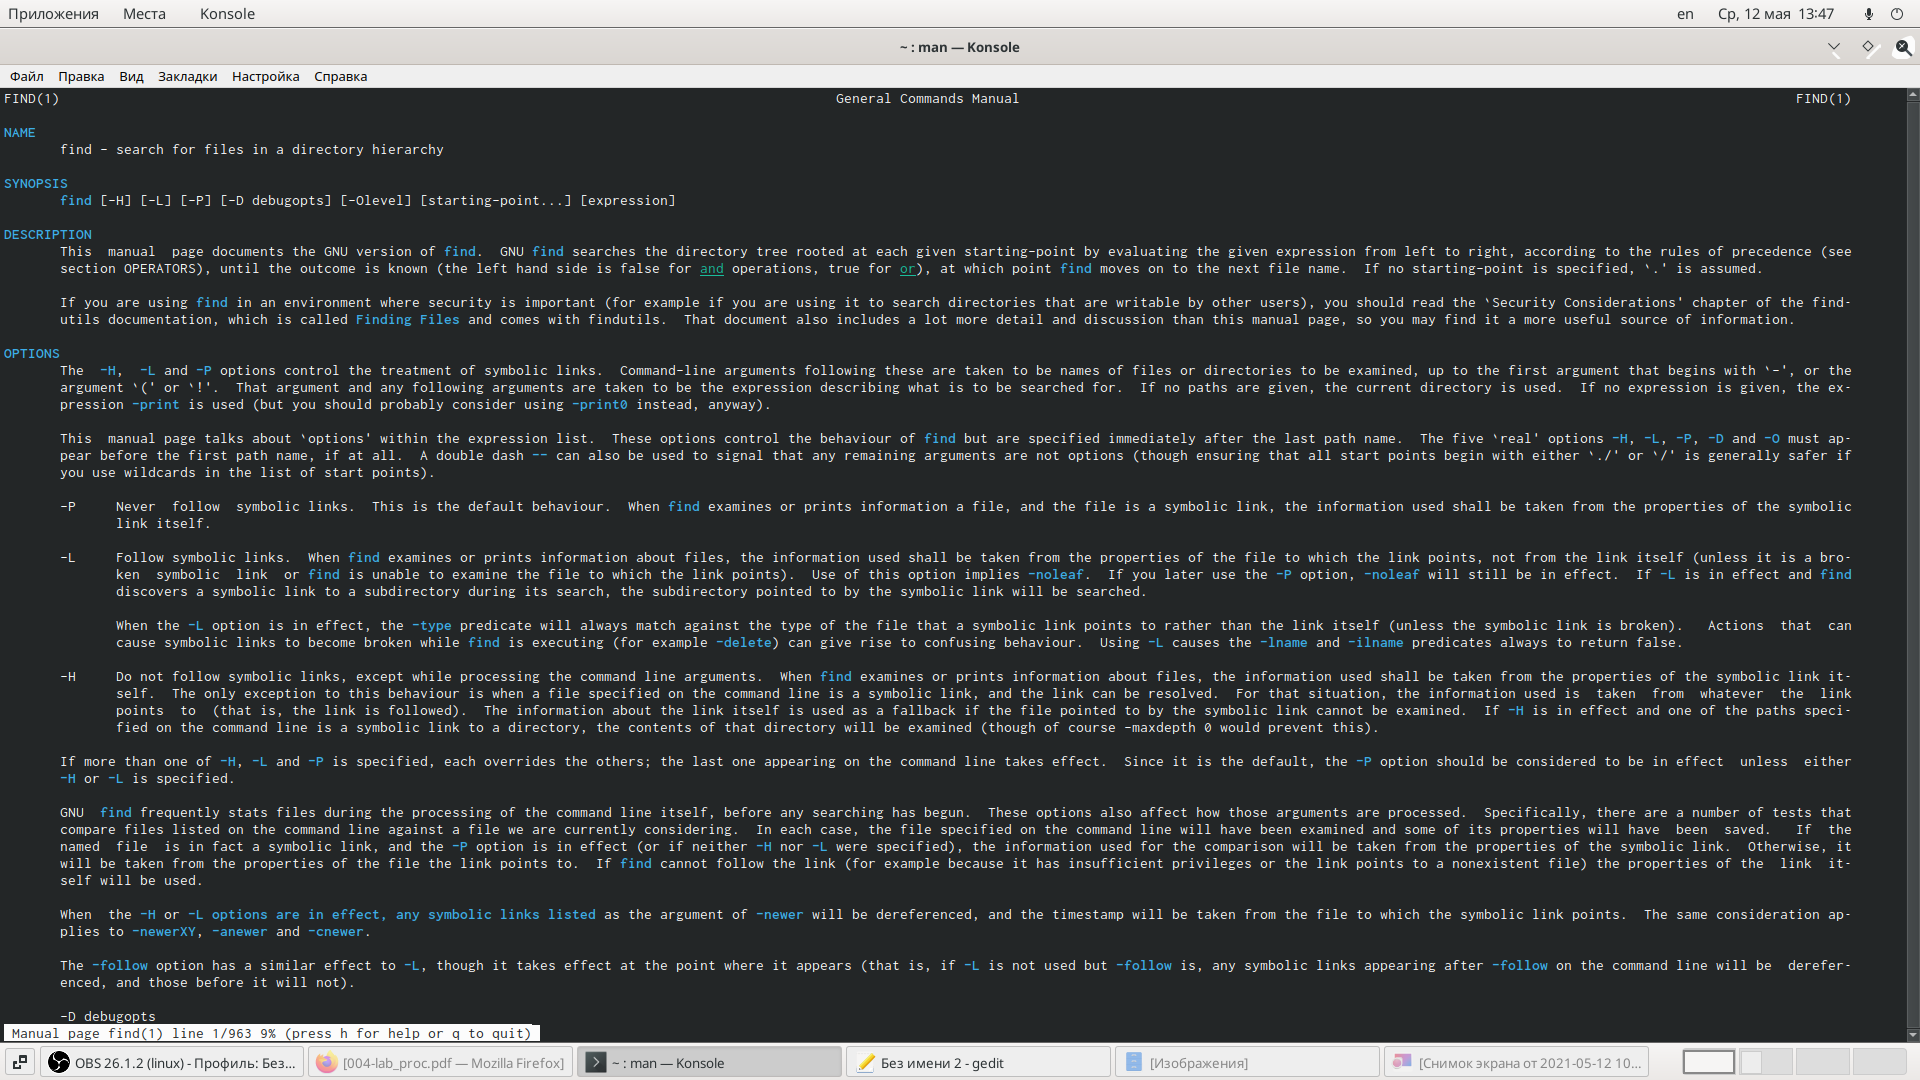 Приложения Места Konsole en Ср, 12 мая 13:47
~ : man — Konsole
Файл Правка Вид Закладки Настройка Справка
FIND(1) General Commands Manual FIND(1)
NAME
find - search for files in a directory hierarchy
SYNOPSIS
find [-H] [-L] [-P] [-D debugopts] [-Olevel] [starting-point...] [expression]
DESCRIPTION
This manual page documents the GNU version of find. GNU find searches the directory tree rooted at each given starting-point by evaluating the given expression from left to right, according to the rules of precedence (see
section OPERATORS), until the outcome is known (the left hand side is false for and operations, true for or), at which point find moves on to the next file name. If no starting-point is specified, `.' is assumed.
If you are using find in an environment where security is important (for example if you are using it to search directories that are writable by other users), you should read the `Security Considerations' chapter of the find-
utils documentation, which is called Finding Files and comes with findutils. That document also includes a lot more detail and discussion than this manual page, so you may find it a more useful source of information.
OPTIONS
The -H, -L and -P options control the treatment of symbolic links. Command-line arguments following these are taken to be names of files or directories to be examined, up to the first argument that begins with `-', or the
argument `(' or `!'. That argument and any following arguments are taken to be the expression describing what is to be searched for. If no paths are given, the current directory is used. If no expression is given, the ex-
pression -print is used (but you should probably consider using -print0 instead, anyway).
This manual page talks about `options' within the expression list. These options control the behaviour of find but are specified immediately after the last path name. The five `real' options -H, -L, -P, -D and -O must ap-
pear before the first path name, if at all. A double dash -- can also be used to signal that any remaining arguments are not options (though ensuring that all start points begin with either `./' or `/' is generally safer if
you use wildcards in the list of start points).
-P Never follow symbolic links. This is the default behaviour. When find examines or prints information a file, and the file is a symbolic link, the information used shall be taken from the properties of the symbolic
link itself.
-L Follow symbolic links. When find examines or prints information about files, the information used shall be taken from the properties of the file to which the link points, not from the link itself (unless it is a bro-
ken symbolic link or find is unable to examine the file to which the link points). Use of this option implies -noleaf. If you later use the -P option, -noleaf will still be in effect. If -L is in effect and find
discovers a symbolic link to a subdirectory during its search, the subdirectory pointed to by the symbolic link will be searched.
When the -L option is in effect, the -type predicate will always match against the type of the file that a symbolic link points to rather than the link itself (unless the symbolic link is broken). Actions that can
cause symbolic links to become broken while find is executing (for example -delete) can give rise to confusing behaviour. Using -L causes the -lname and -ilname predicates always to return false.
-H Do not follow symbolic links, except while processing the command line arguments. When find examines or prints information about files, the information used shall be taken from the properties of the symbolic link it-
self. The only exception to this behaviour is when a file specified on the command line is a symbolic link, and the link can be resolved. For that situation, the information used is taken from whatever the link
points to (that is, the link is followed). The information about the link itself is used as a fallback if the file pointed to by the symbolic link cannot be examined. If -H is in effect and one of the paths speci-
fied on the command line is a symbolic link to a directory, the contents of that directory will be examined (though of course -maxdepth 0 would prevent this).
If more than one of -H, -L and -P is specified, each overrides the others; the last one appearing on the command line takes effect. Since it is the default, the -P option should be considered to be in effect unless either
-H or -L is specified.
GNU find frequently stats files during the processing of the command line itself, before any searching has begun. These options also affect how those arguments are processed. Specifically, there are a number of tests that
compare files listed on the command line against a file we are currently considering. In each case, the file specified on the command line will have been examined and some of its properties will have been saved. If the
named file is in fact a symbolic link, and the -P option is in effect (or if neither -H nor -L were specified), the information used for the comparison will be taken from the properties of the symbolic link. Otherwise, it
will be taken from the properties of the file the link points to. If find cannot follow the link (for example because it has insufficient privileges or the link points to a nonexistent file) the properties of the link it-
self will be used.
When the -H or -L options are in effect, any symbolic links listed as the argument of -newer will be dereferenced, and the timestamp will be taken from the file to which the symbolic link points. The same consideration ap-
plies to -newerXY, -anewer and -cnewer.
The -follow option has a similar effect to -L, though it takes effect at the point where it appears (that is, if -L is not used but -follow is, any symbolic links appearing after -follow on the command line will be derefer-
enced, and those before it will not).
-D debugopts
Manual page find(1) line 1/963 9% (press h for help or q to quit)
OBS 26.1.2 (linux) - Профиль: Без... [004-lab_proc.pdf — Mozilla Firefox] ~ : man — Konsole Без имени 2 - gedit [Изображения] [Снимок экрана от 2021-05-12 10...